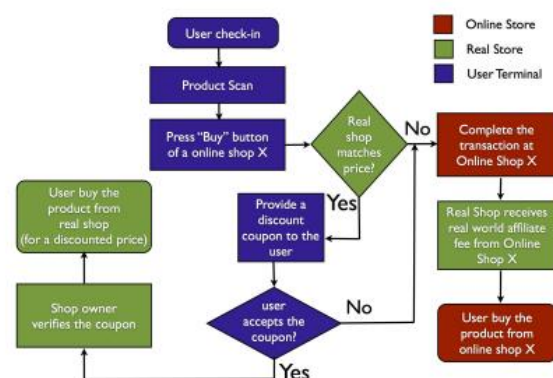 Online Store
Real Store
User Terminal
User check-in
Product Scan
Press "Buy" button
of a online shop X
Real
shop
matches
price?
No
Complete the
transaction at
Online Shop X
Yes
Provide a
discount
coupon to the
user
Real Shop receives
real world affiliate
fee from Online
Shop X
User buy the
product from
real shop
(for a discounted price)
user
accepts the
coupon?
No
Shop owner
verifies the coupon
User buy the
product from
online shop X
Yes